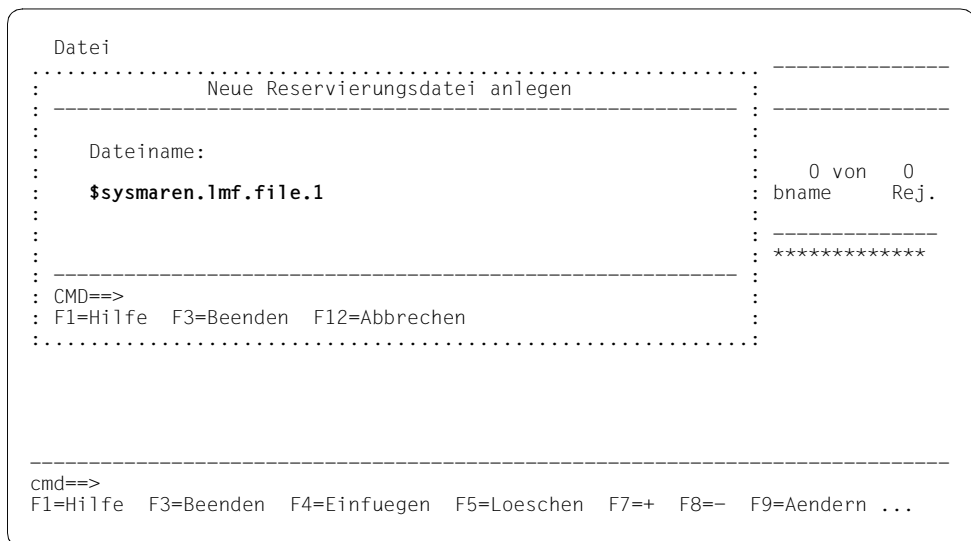 Datei
Neue Reservierungsdatei anlegen
Dateiname:
0 von 0
$sysmaren.lmf.file.1 bname Rej.
*************
CMD==>
F1=Hilfe F3=Beenden F12=Abbrechen
cmd==>
F1=Hilfe F3=Beenden F4=Einfuegen F5=Loeschen F7=+ F8=- F9=Aendern ...